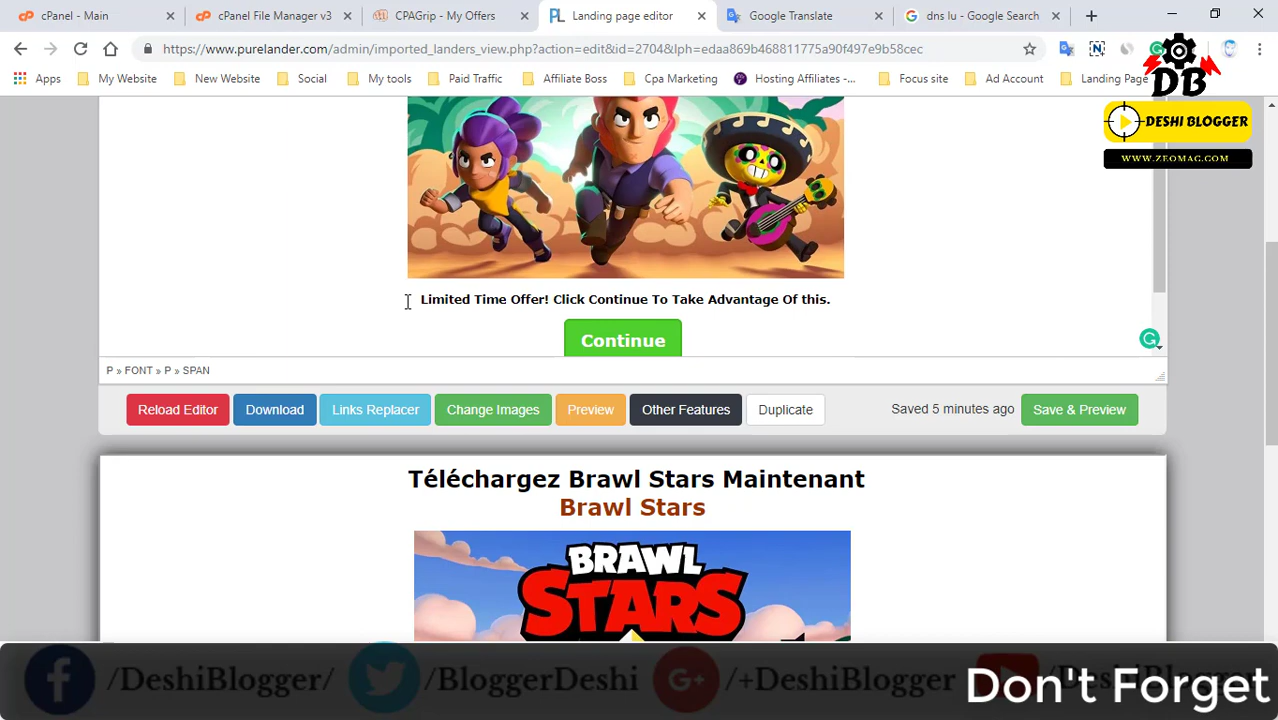 cPanel - Main
cPanel File Manager v3
CPAGrip - My Offers
Landing page editor
Google Translate
dns lu - Google Search
https://www.purelander.com/admin/imported_lander_view.php?action=edit&id=2704&lph=edaa869b468811775a90f497e9b58cec
Apps
My Website
New Website
Social
My tools
Paid Traffic
Affiliate Boss
Cpa Marketing
Hosting Affiliates -...
Focus site
Ad Account
Landing Page
DB
DESHI BLOGGER
WWW.ZEOMAG.COM
Limited Time Offer! Click Continue To Take Advantage Of this.
Continue
P » FONT » P » SPAN
Reload Editor
Download
Links Replacer
Change Images
Preview
Other Features
Duplicate
Saved 5 minutes ago
Save & Preview
Téléchargez Brawl Stars Maintenant
Brawl Stars
BRAWL
STARS
/DeshiBlogger/
/BloggerDeshi
/+DeshiBlogger
Don't Forget